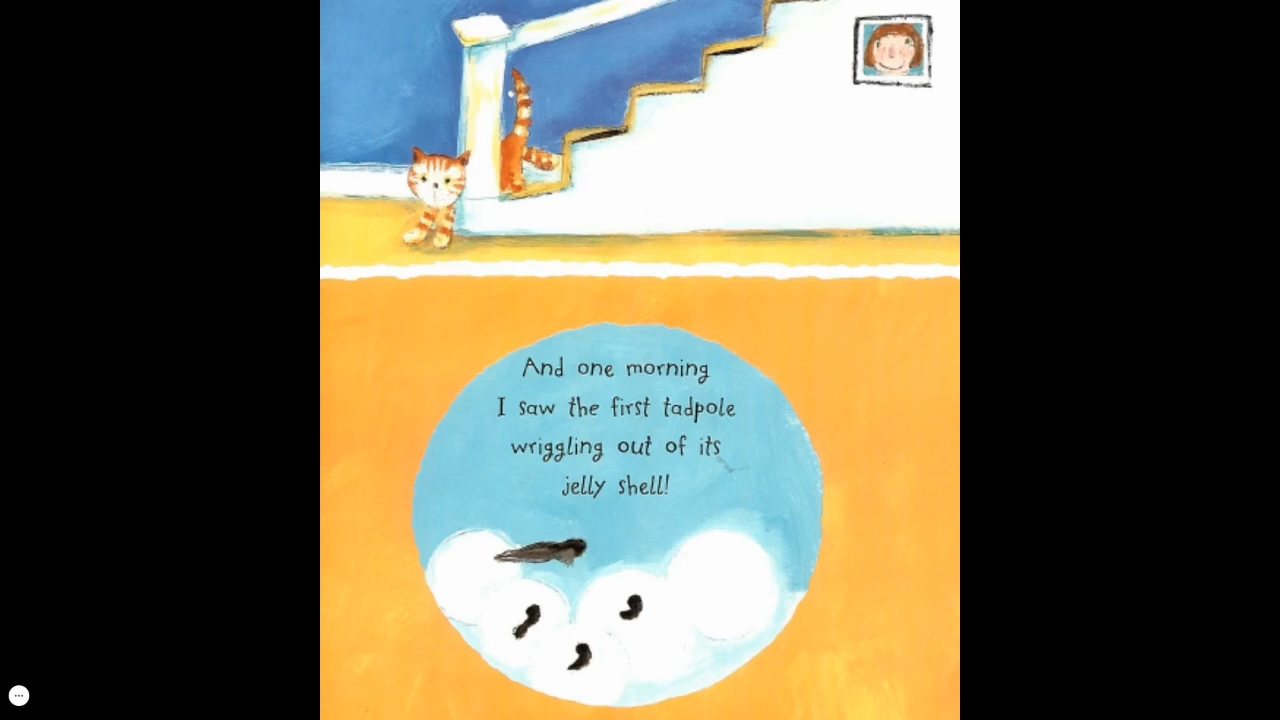 And one morning
I saw the first tadpole
wriggling out of its
jelly shell!